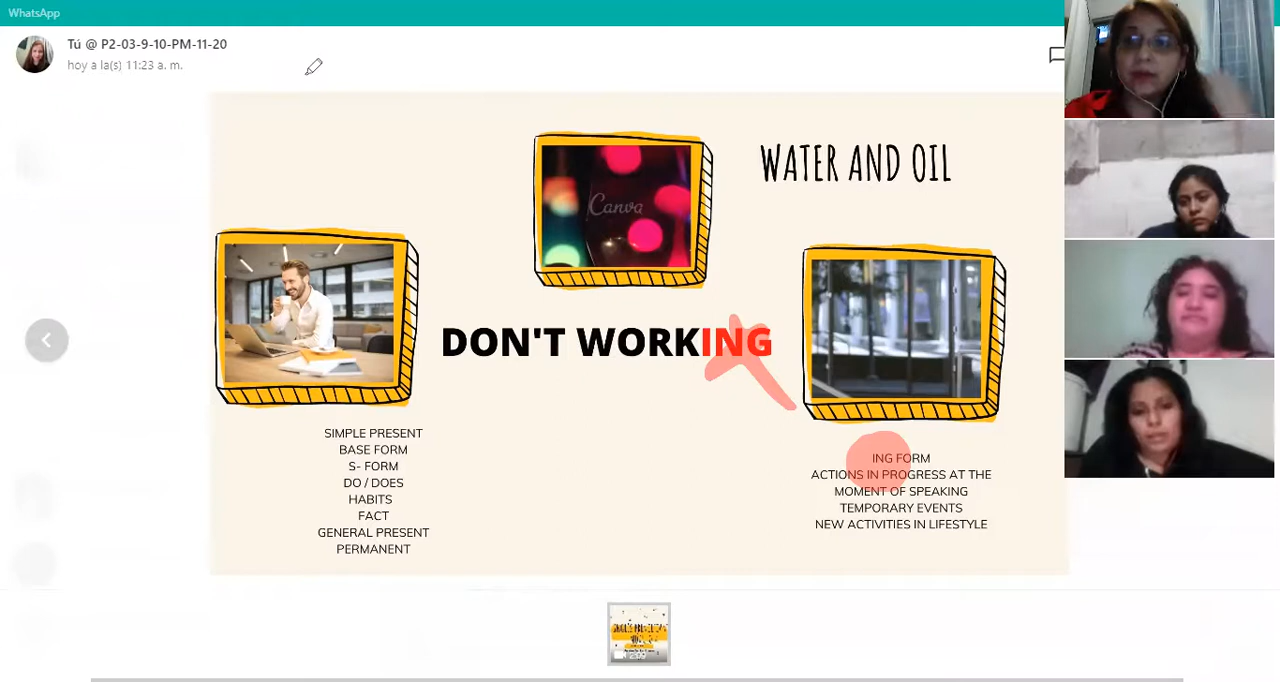 WhatsApp
Tú @ P2-03-9-10-PM-11-20
hoy a la(s) 11:23 a. m.
WATER AND OIL
Canva
DON'T WORKING
SIMPLE PRESENT
BASE FORM
S- FORM
DO / DOES
HABITS
FACT
GENERAL PRESENT
PERMANENT
ING FORM
ACTIONS IN PROGRESS AT THE
MOMENT OF SPEAKING
TEMPORARY EVENTS
NEW ACTIVITIES IN LIFESTYLE